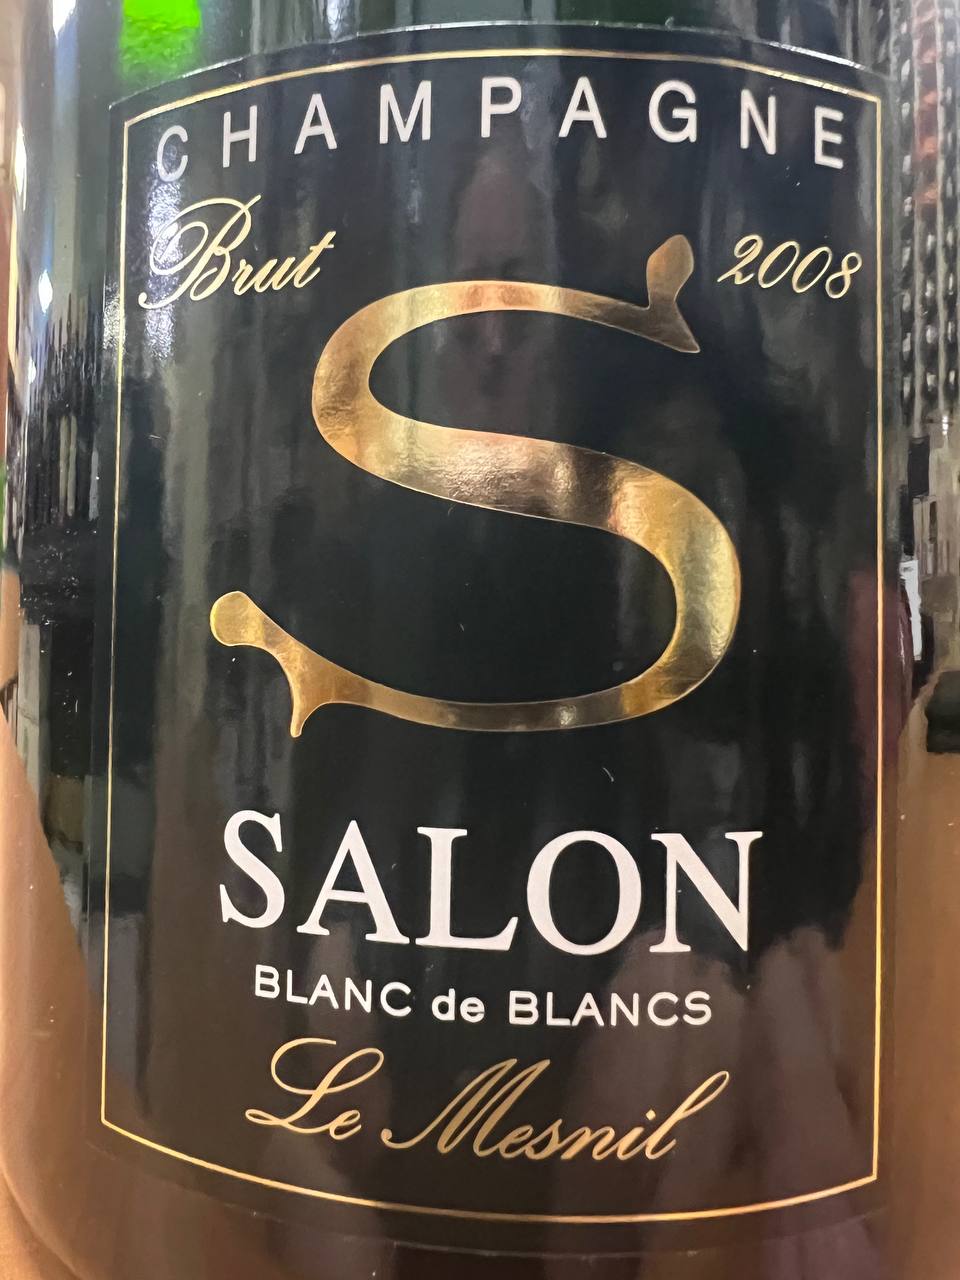 CHAMPAGNE
Brut 2008
S
SALON
BLANC de BLANCS
Le Mesnil